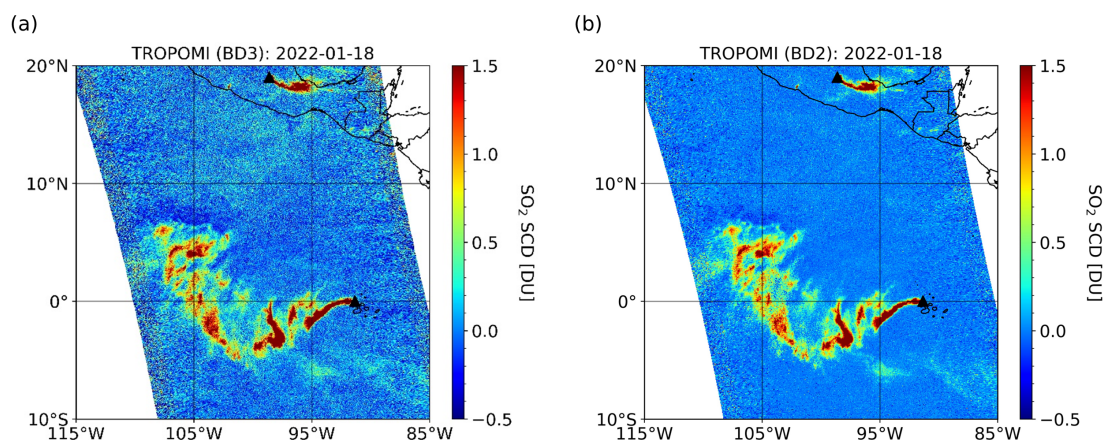 (a)
TROPOMI (BD3): 2022-01-18
20°N
10°N
0°
10°S
115°W
105°W
95°W
85°W
1.5
1.0
0.5
0.0
−0.5
SO₂ SCD [DU]
(b)
TROPOMI (BD2): 2022-01-18
20°N
10°N
0°
10°S
115°W
105°W
95°W
85°W
1.5
1.0
0.5
0.0
−0.5
SO₂ SCD [DU]